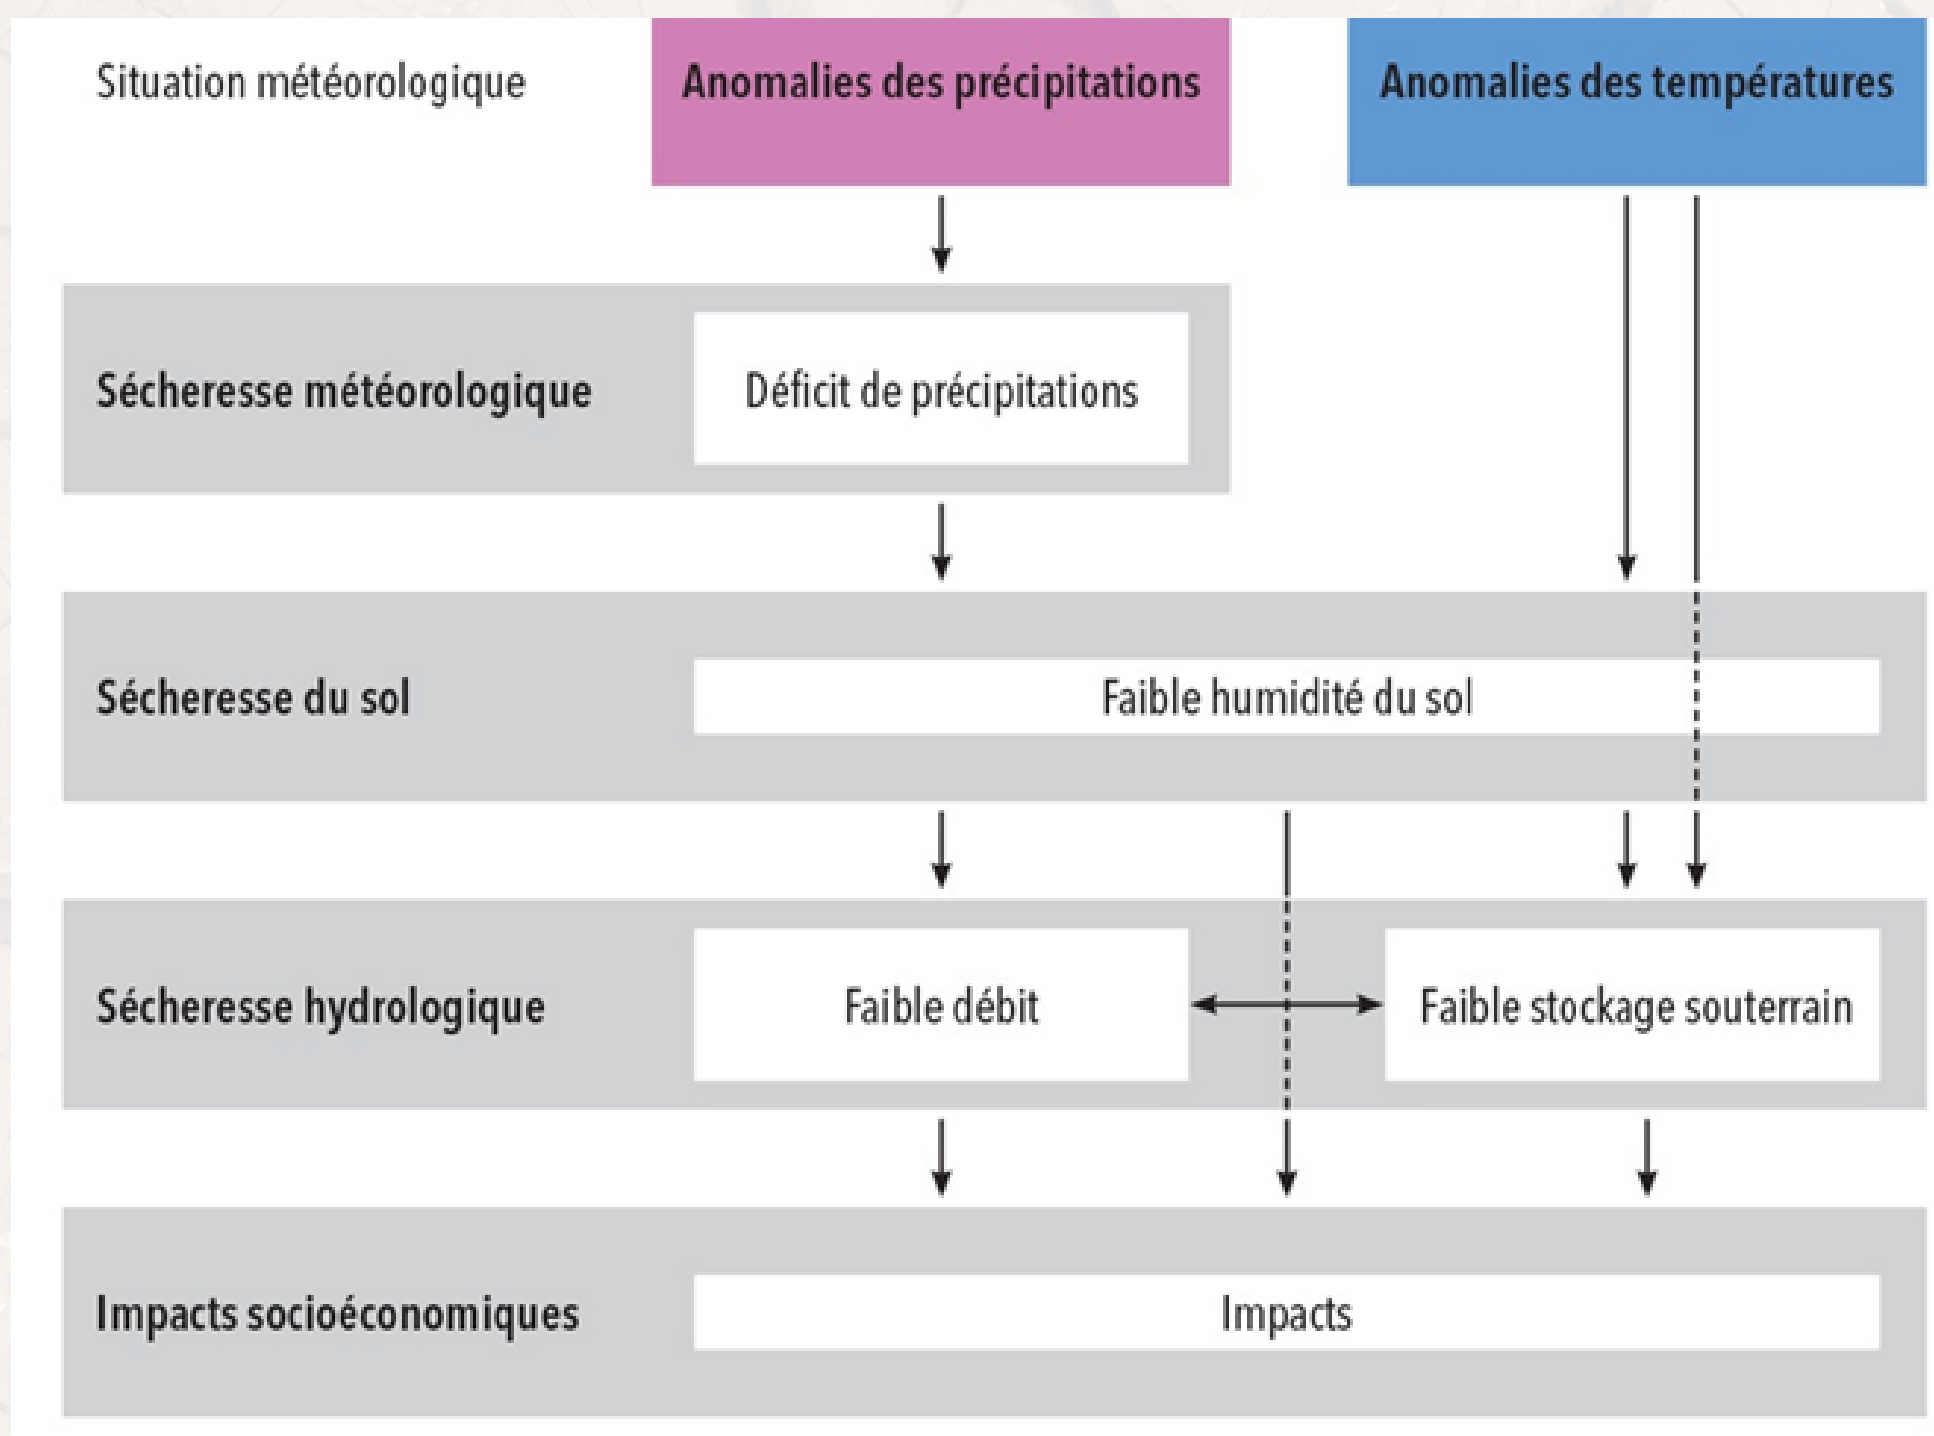 Situation météorologique
Anomalies des précipitations
Anomalies des températures
Sécheresse météorologique
Déficit de précipitations
Sécheresse du sol
Faible humidité du sol
Sécheresse hydrologique
Faible débit
Faible stockage souterrain
Impacts socioéconomiques
Impacts